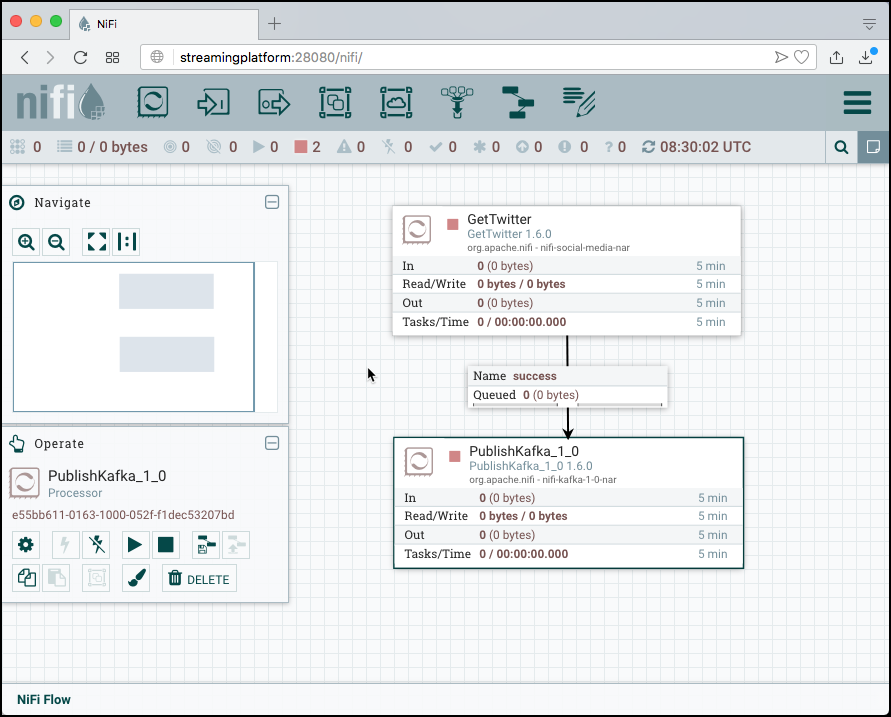 NiFi
streamingplatform:28080/nifi/
nifi
0 0 / 0 bytes 0 0 0 2 0 0 0 0 0 0 ? 0 08:30:02 UTC
Navigate
GetTwitter
GetTwitter 1.6.0
org.apache.nifi - nifi-social-media-nar
In 0 (0 bytes) 5 min
Read/Write 0 bytes / 0 bytes 5 min
Out 0 (0 bytes) 5 min
Tasks/Time 0 / 00:00:00.000 5 min
Name success
Queued 0 (0 bytes)
Operate
PublishKafka_1_0
Processor
e55bb611-0163-1000-052f-f1dec53207bd
DELETE
PublishKafka_1_0
PublishKafka_1_0 1.6.0
org.apache.nifi - nifi-kafka-1-0-nar
In 0 (0 bytes) 5 min
Read/Write 0 bytes / 0 bytes 5 min
Out 0 (0 bytes) 5 min
Tasks/Time 0 / 00:00:00.000 5 min
NiFi Flow